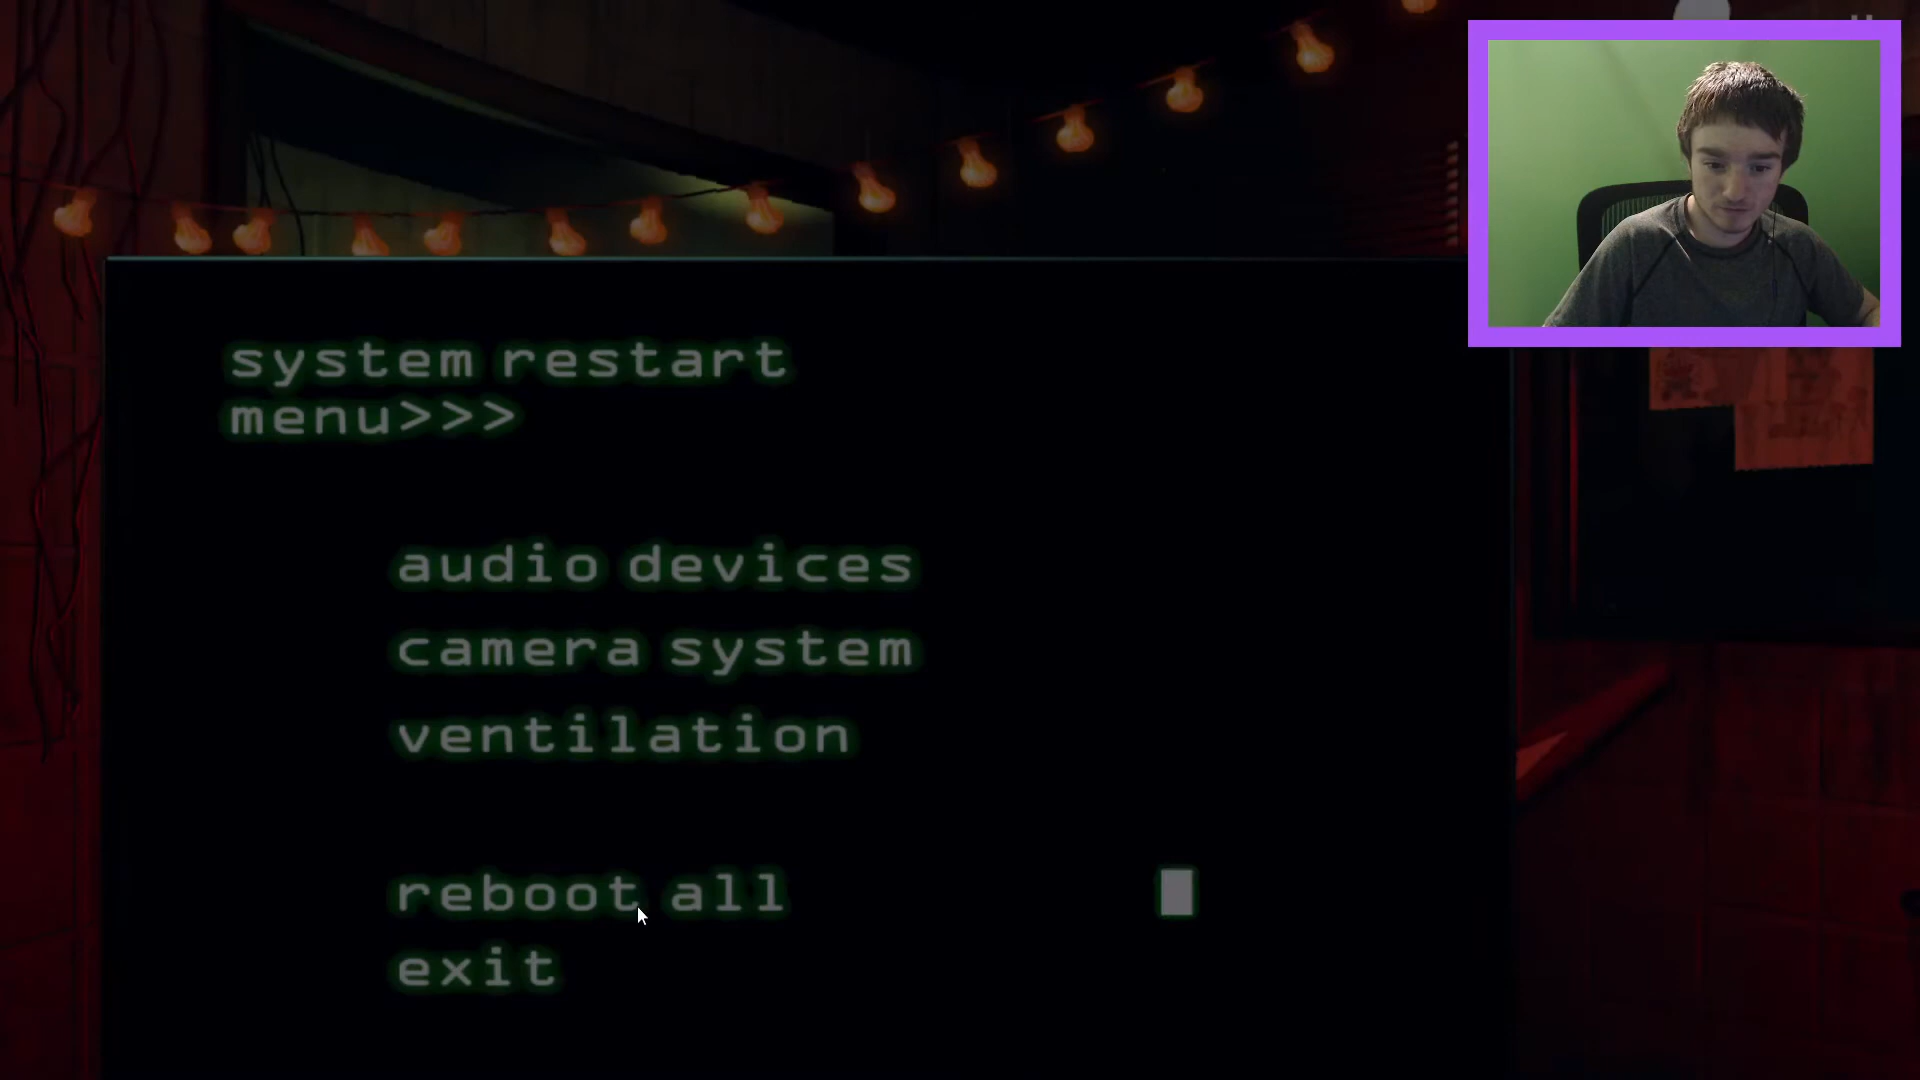 system restart
menu>>>
audio devices
camera system
ventilation
reboot all
exit